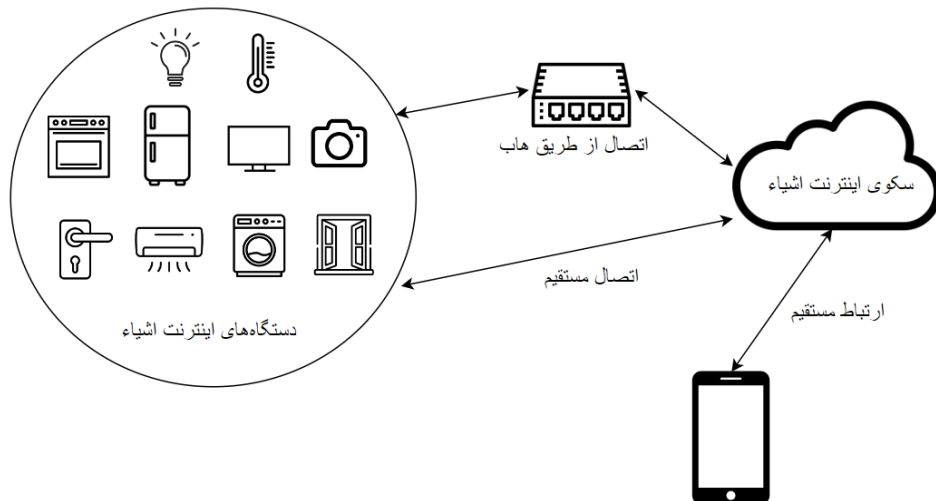 اتصال از طریق هاب
سکوی اینترنت اشیاء
اتصال مستقیم
ارتباط مستقیم
دستگاه‌های اینترنت اشیاء